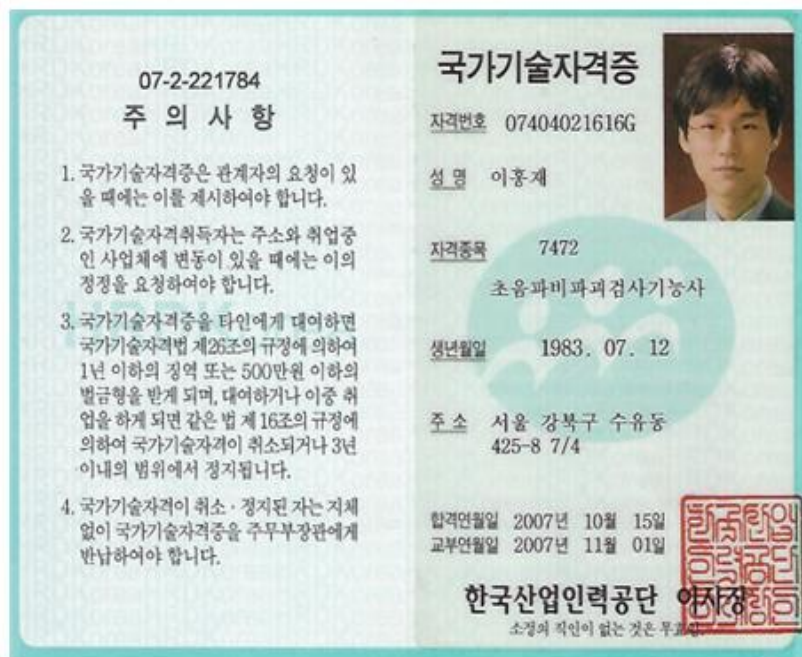 07-2-221784
주 의 사 항
1. 국가기술자격증은 관계자의 요청이 있
을 때에는 이를 제시하여야 합니다.
2. 국가기술자격취득자는 주소와 취업중
인 사업체에 변동이 있을 때에는 이의
정정을 요청하여야 합니다.
3. 국가기술자격증을 타인에게 대여하면
국가기술자격법 제26조의 규정에 의하여
1년 이하의 징역 또는 500만원 이하의
벌금형을 받게 되며, 대여하거나 이중 취
업을 하게 되면 같은 법 제 16조의 규정에
의하여 국가기술자격이 취소되거나 3년
이내의 범위에서 정지됩니다.
4. 국가기술자격이 취소·정지된 자는 지체
없이 국가기술자격증을 주무부장관에게
반납하여야 합니다.
국가기술자격증
자격번호 07404021616G
성 명 이홍재
자격종목 7472
초음파비파괴검사기능사
생년월일 1983. 07. 12
주 소 서울 강북구 수유동
425-8 7/4
합격연월일 2007년 10월 15일
교부연월일 2007년 11월 01일
한국산업인력공단 이사장
소정의 직인이 없는 것은 무효임.